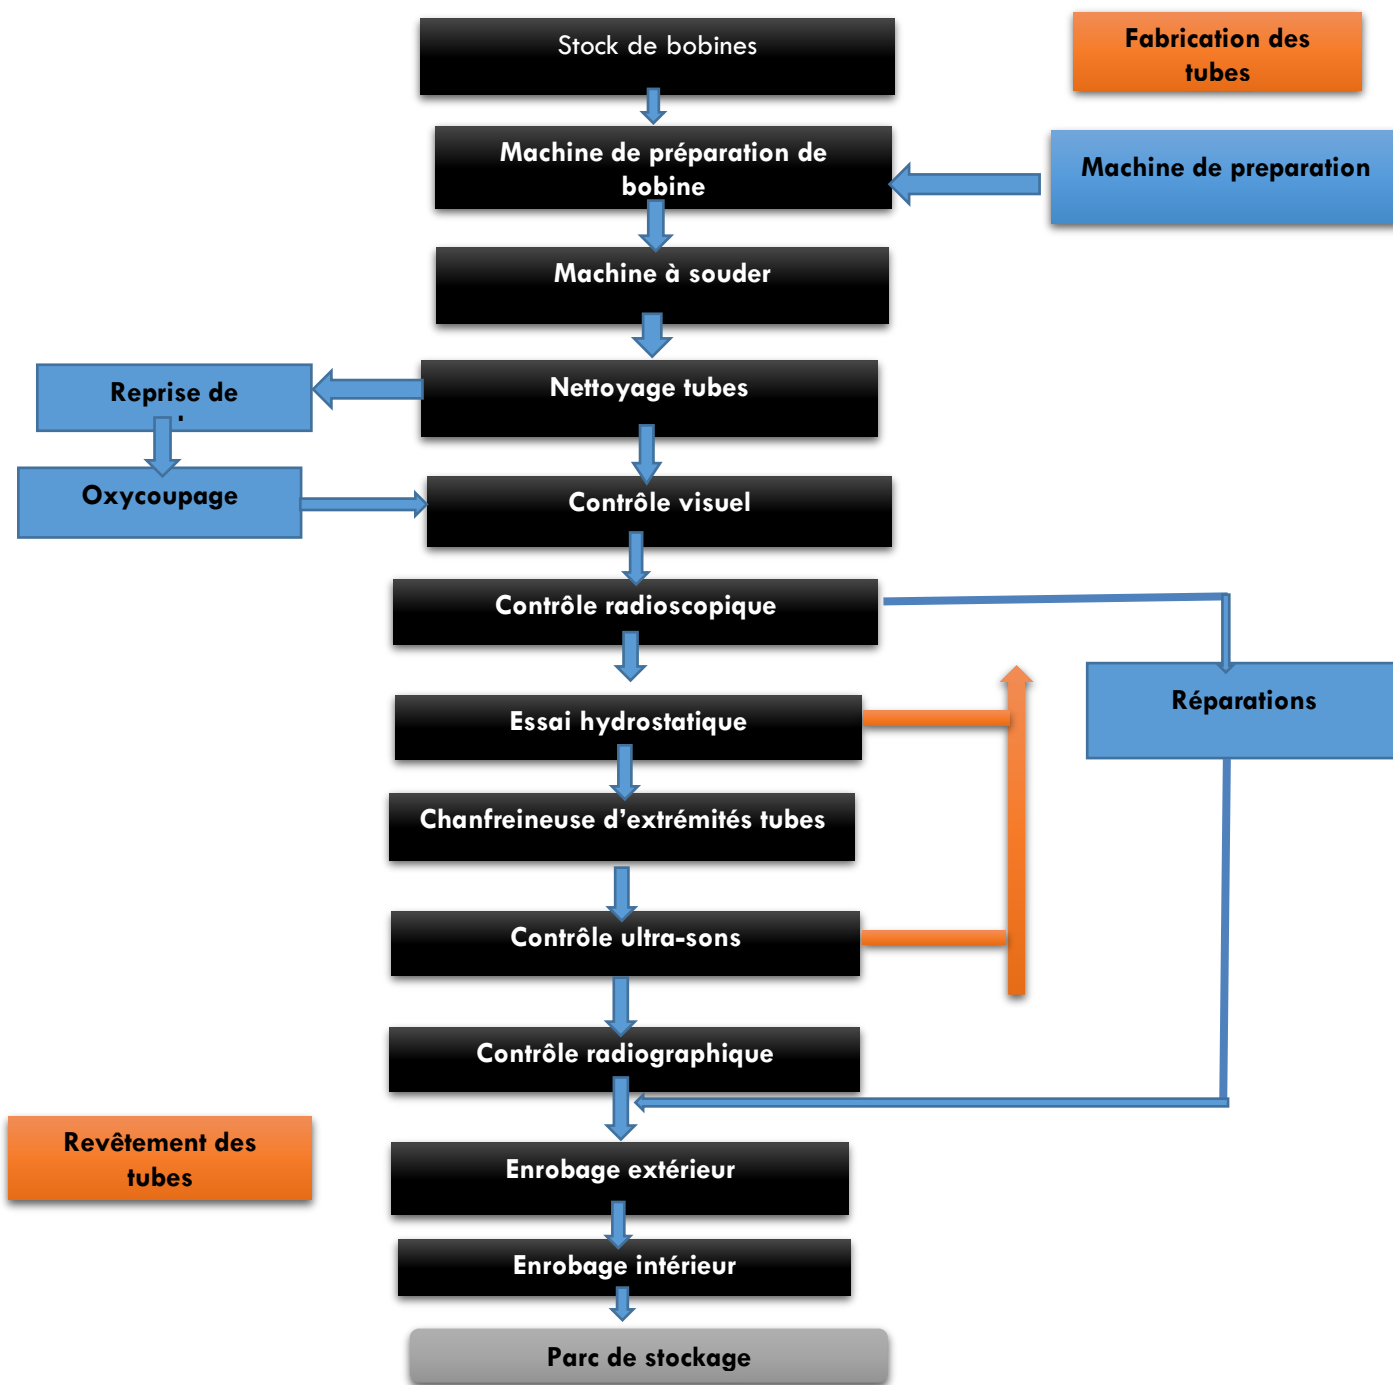 Stock de bobines
Fabrication des
tubes
Machine de préparation de
bobine
Machine de preparation
Machine à souder
Nettoyage tubes
Reprise de
Oxycoupage
Contrôle visuel
Contrôle radioscopique
Réparations
Essai hydrostatique
Chanfreineuse d’extrémités tubes
Contrôle ultra-sons
Contrôle radiographique
Revêtement des
tubes
Enrobage extérieur
Enrobage intérieur
Parc de stockage